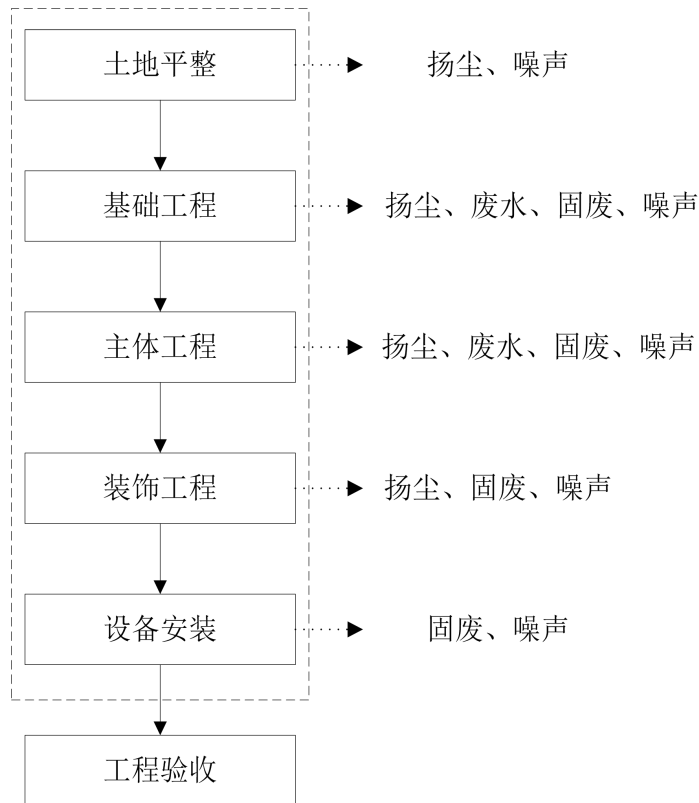 土地平整 扬尘、噪声
基础工程 扬尘、废水、固废、噪声
主体工程 扬尘、废水、固废、噪声
装饰工程 扬尘、固废、噪声
设备安装 固废、噪声
工程验收